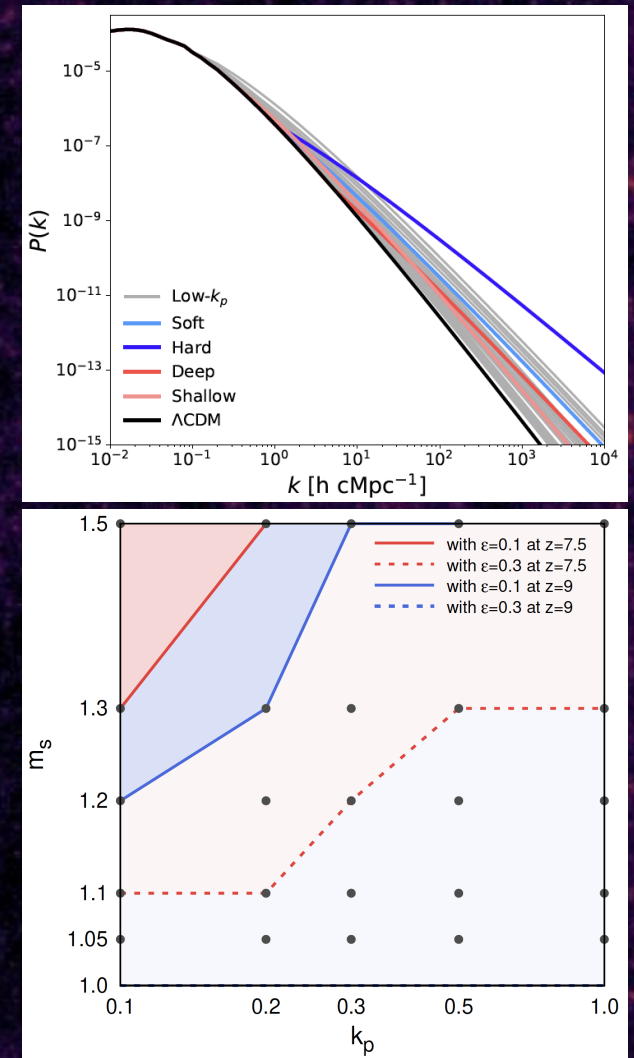 10⁻⁵
10⁻⁷
10⁻⁹
10⁻¹¹
10⁻¹³
10⁻¹⁵
P(k)
Low-kₚ
Soft
Hard
Deep
Shallow
ΛCDM
10⁻² 10⁻¹ 10⁰ 10¹ 10² 10³ 10⁴
k [h cMpc⁻¹]
1.5
1.3
1.2
1.1
1.05
1.0
mₛ
with ε=0.1 at z=7.5
with ε=0.3 at z=7.5
with ε=0.1 at z=9
with ε=0.3 at z=9
0.1 0.2 0.3 0.5 1.0
kₚ